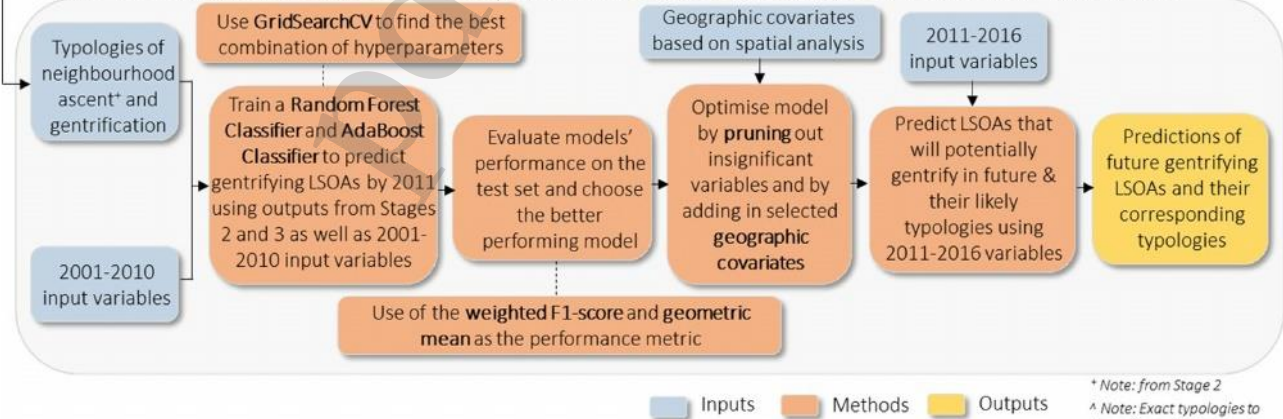 Use GridSearchCV to find the best
combination of hyperparameters
Typologies of
neighbourhood
ascent⁺ and
gentrification
2001-2010
input variables
Train a Random Forest
Classifier and AdaBoost
Classifier to predict
gentrifying LSOAs by 2011
using outputs from Stages
2 and 3 as well as 2001-
2010 input variables
Evaluate models'
performance on the
test set and choose
the better
performing model
Use of the weighted F1-score and geometric
mean as the performance metric
Geographic covariates
based on spatial analysis
Optimise model
by pruning out
insignificant
variables and by
adding in selected
geographic
covariates
2011-2016
input variables
Predict LSOAs that
will potentially
gentrify in future &
their likely
typologies using
2011-2016 variables
Predictions of
future gentrifying
LSOAs and their
corresponding
typologies
Inputs
Methods
Outputs
⁺ Note: from Stage 2
^ Note: Exact typologies to